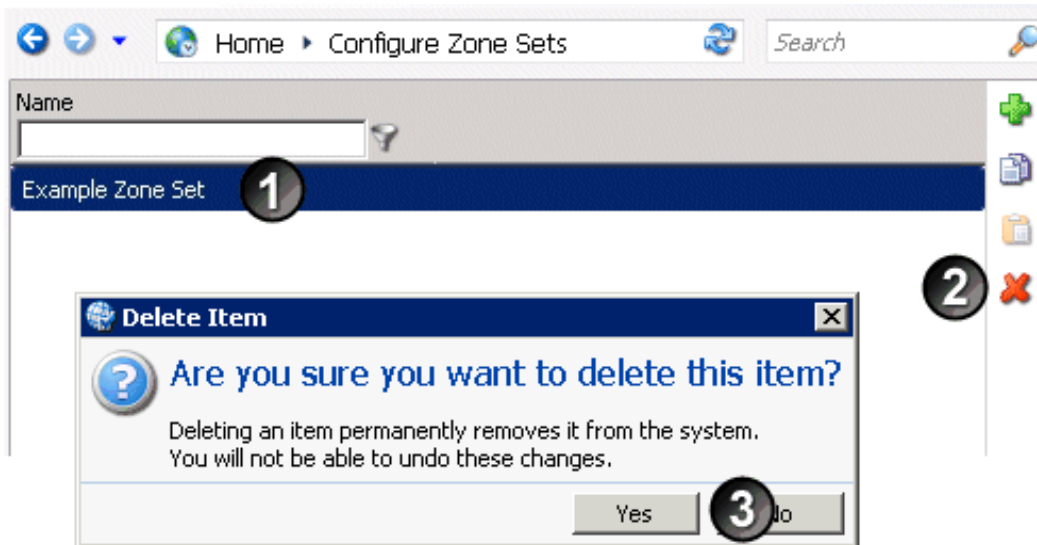 Home ▸ Configure Zone Sets
Search
Name
Example Zone Set
1
2
Delete Item
Are you sure you want to delete this item?
Deleting an item permanently removes it from the system.
You will not be able to undo these changes.
Yes
3